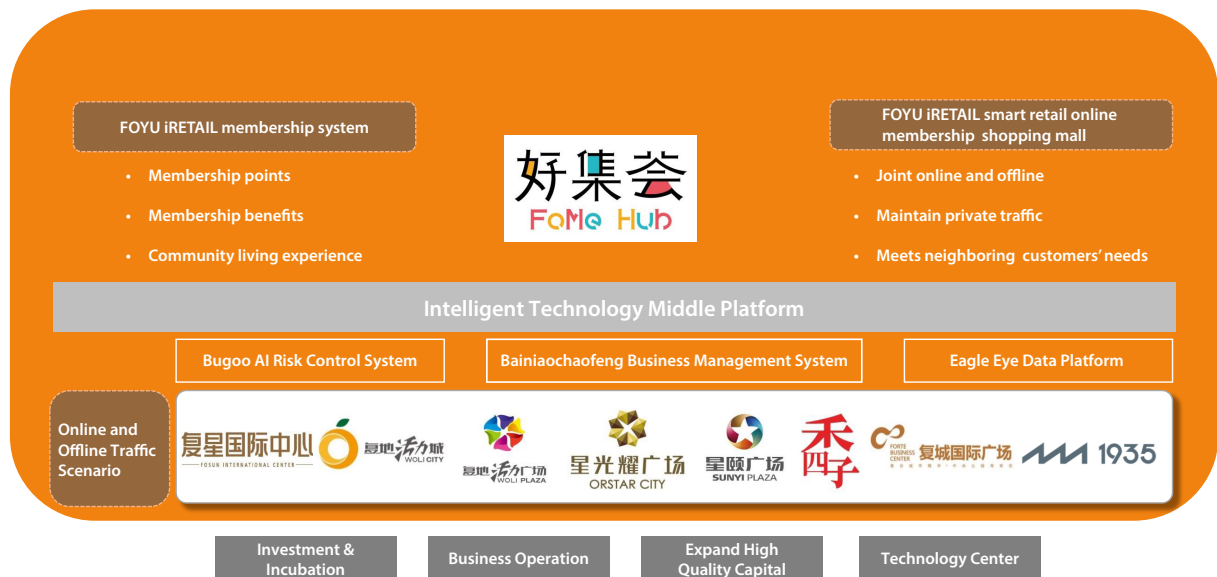 FOYU iRETAIL membership system
• Membership points
• Membership benefits
• Community living experience
好集荟
FoMe Hub
FOYU iRETAIL smart retail online
membership shopping mall
• Joint online and offline
• Maintain private traffic
• Meets neighboring customers' needs
Intelligent Technology Middle Platform
Bugoo AI Risk Control System
Bainiaochaofeng Business Management System
Eagle Eye Data Platform
Online and
Offline Traffic
Scenario
复星国际中心
FOSUN INTERNATIONAL CENTER
复地活力城
WOLI CITY
复地活力广场
WOLI PLAZA
星光耀广场
ORSTAR CITY
星颐广场
SUNYI PLAZA
禾
四子
FORTE
BUSINESS
CENTER
复城国际广场
1935
Investment &
Incubation
Business Operation
Expand High
Quality Capital
Technology Center